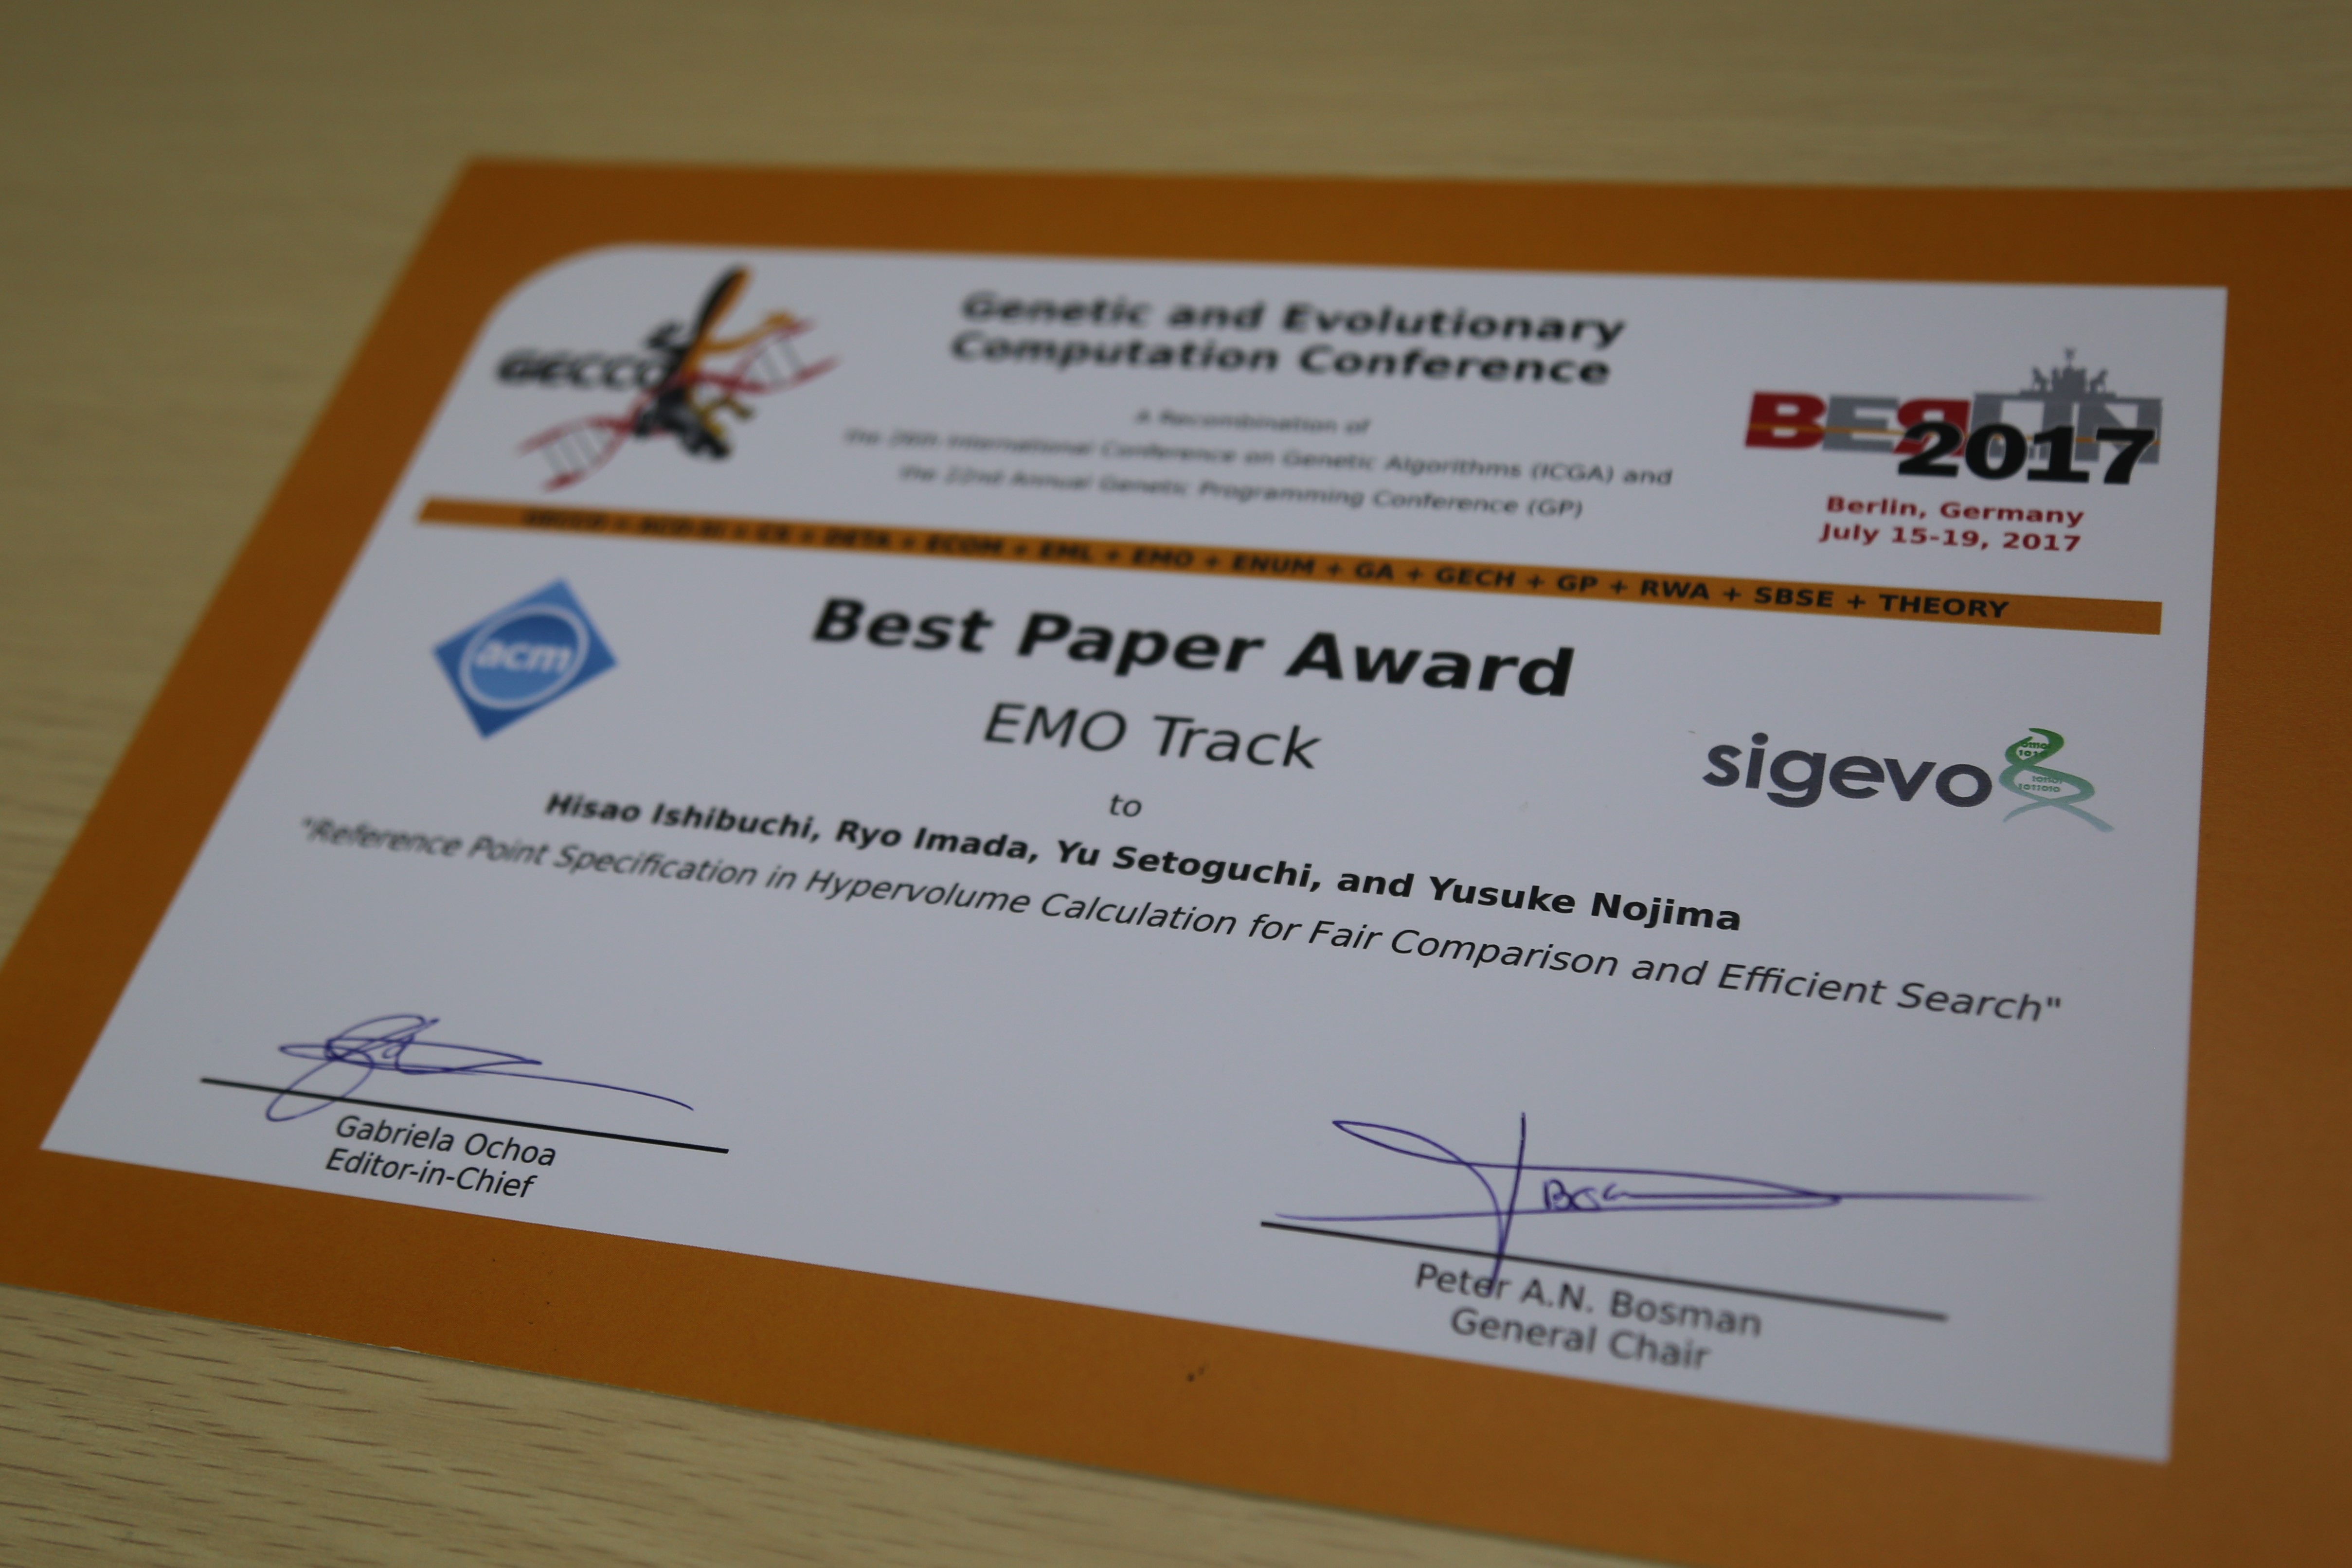 GECCO
Genetic and Evolutionary
Computation Conference
A Recombination of
the 26th International Conference on Genetic Algorithms (ICGA) and
the 22nd Annual Genetic Programming Conference (GP)
BERLIN
2017
Berlin, Germany
July 15-19, 2017
+ CS + DETA + ECOM + EML + EMO + ENUM + GA + GECH + GP + RWA + SBSE + THEORY
acm
Best Paper Award
EMO Track
sigevo
to
Hisao Ishibuchi, Ryo Imada, Yu Setoguchi, and Yusuke Nojima
"Reference Point Specification in Hypervolume Calculation for Fair Comparison and Efficient Search"
Gabriela Ochoa
Editor-in-Chief
Peter A.N. Bosman
General Chair